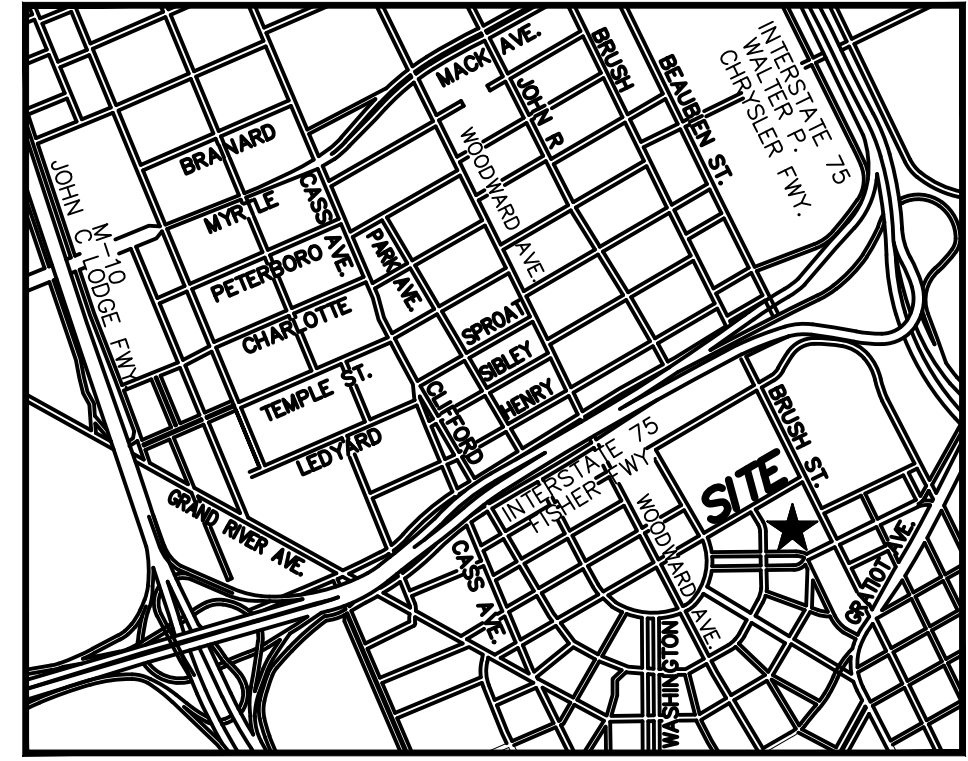 MACK AVE.
BRUSH
INTERSTATE 75
WALTER P.
CHRYSLER FWY.
BEAUBIEN ST.
JOHN R
WOODWARD AVE.
BRAINARD
MYRTLE
CASS AVE.
JOHN C. LODGE FWY
M-10
PETERBORO
PARK AVE.
CHARLOTTE
SPROAT
SIBLEY
HENRY
TEMPLE ST.
CLIFFORD
LEDYARD
BRUSH ST.
INTERSTATE 75
FISHER FWY.
SITE
GRAND RIVER AVE.
WOODWARD AVE.
CASS AVE.
GRATIOT AVE.
WASHINGTON